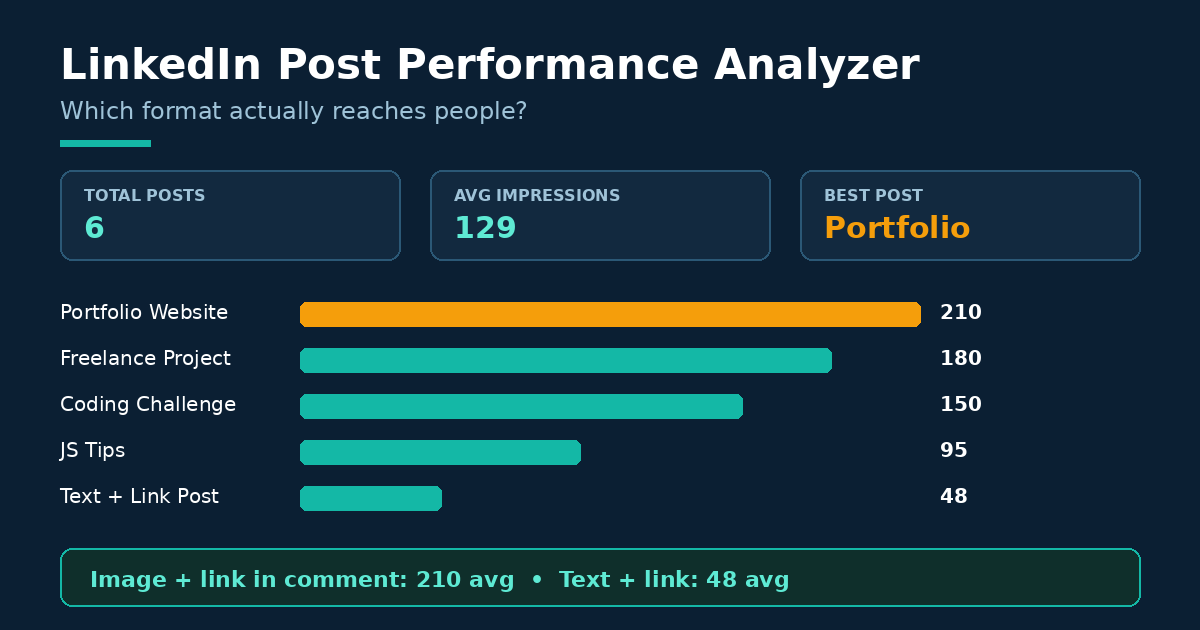 LinkedIn Post Performance Analyzer
Which format actually reaches people?
TOTAL POSTS
6
AVG IMPRESSIONS
129
BEST POST
Portfolio
Portfolio Website 210
Freelance Project 180
Coding Challenge 150
JS Tips 95
Text + Link Post 48
Image + link in comment: 210 avg • Text + link: 48 avg